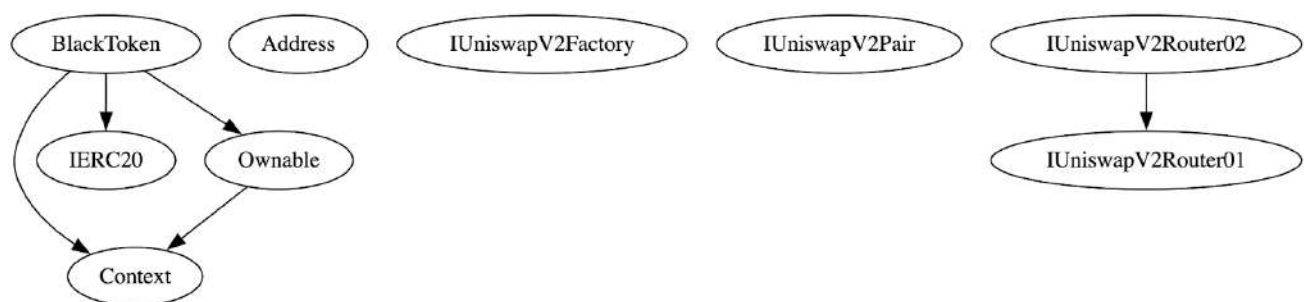 BlackToken
Address
IUniswapV2Factory
IUniswapV2Pair
IUniswapV2Router02
IERC20
Ownable
IUniswapV2Router01
Context